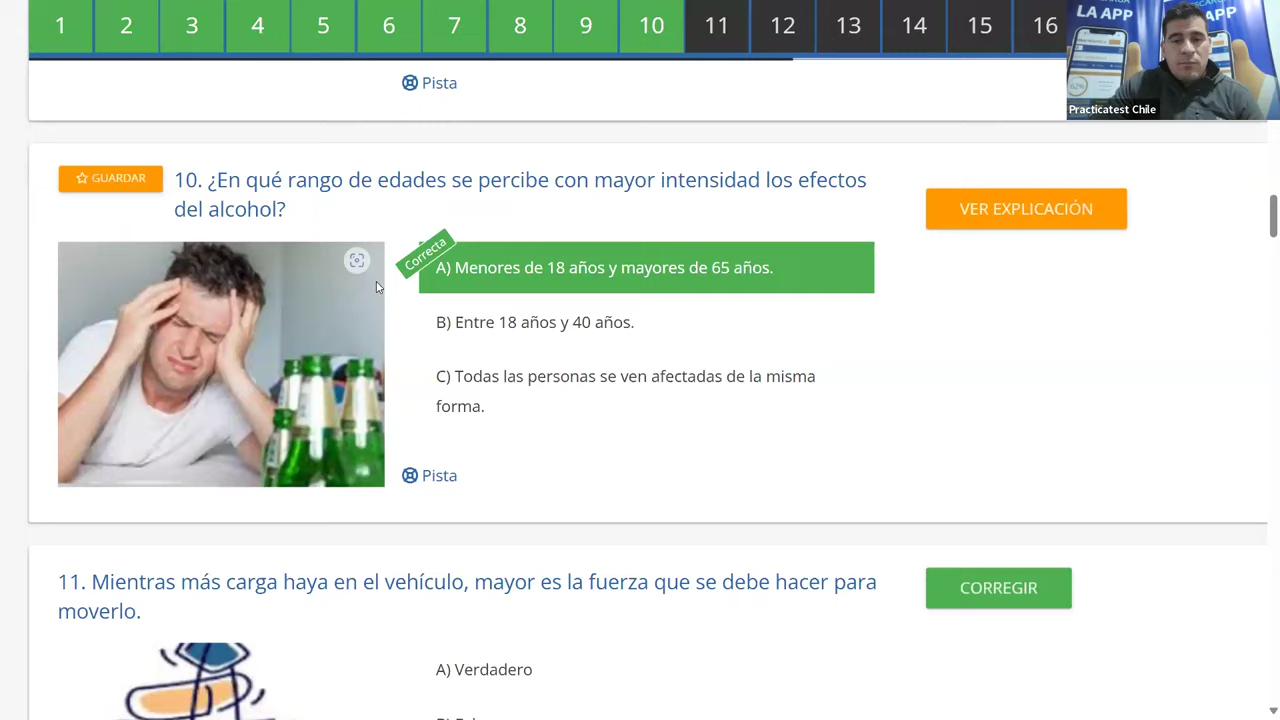 1 2 3 4 5 6 7 8 9 10 11 12 13 14 15 16
LA APP
Practicatest Chile
Pista
GUARDAR
10. ¿En qué rango de edades se percibe con mayor intensidad los efectos
del alcohol?
VER EXPLICACIÓN
Correcta
A) Menores de 18 años y mayores de 65 años.
B) Entre 18 años y 40 años.
C) Todas las personas se ven afectadas de la misma
forma.
Pista
11. Mientras más carga haya en el vehículo, mayor es la fuerza que se debe hacer para
moverlo.
CORREGIR
A) Verdadero